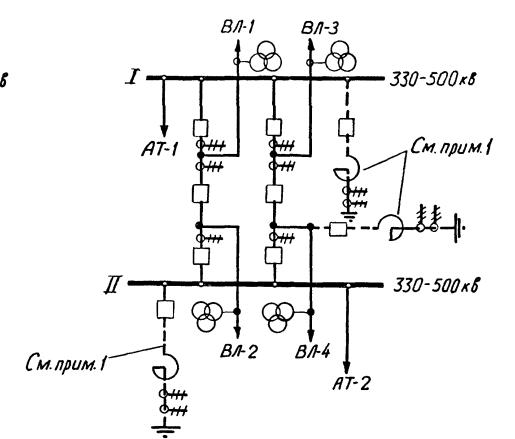 ВЛ-1
ВЛ-3
в
I
330-500кв
АТ-1
См.прим.1
II
330-500кв
ВЛ-2
ВЛ-4
См.прим.1
АТ-2